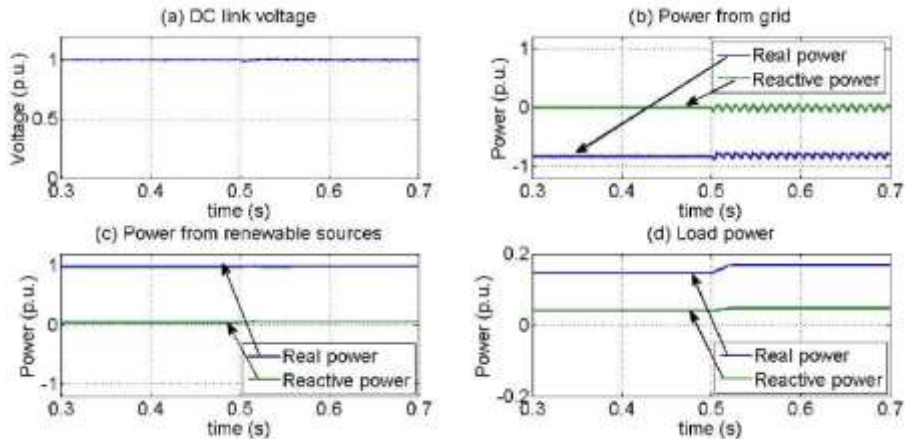 (a) DC link voltage
Voltage (p.u.)
1
0.5
0
0.3 0.4 0.5 0.6 0.7
time (s)
(b) Power from grid
Power (p.u.)
1
0
-1
Real power
Reactive power
0.3 0.4 0.5 0.6 0.7
time (s)
(c) Power from renewable sources
Power (p.u.)
1
0
-1
Real power
Reactive power
0.3 0.4 0.5 0.6 0.7
time (s)
(d) Load power
Power (p.u.)
0.2
0
-0.2
Real power
Reactive power
0.3 0.4 0.5 0.6 0.7
time (s)